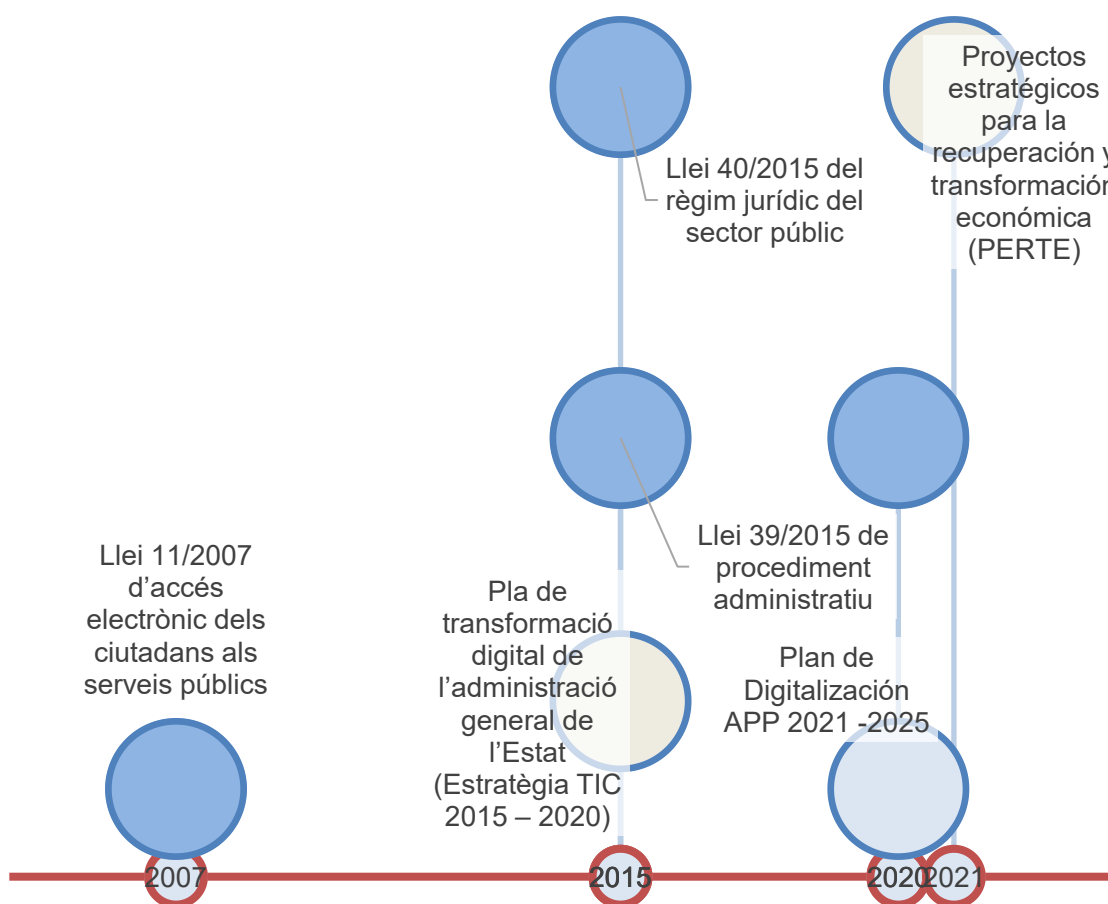 Proyectos
estratégicos
para la
recuperación y
transformación
económica
(PERTE)
Llei 40/2015 del
règim jurídic del
sector públic
Llei 39/2015 de
procediment
administratiu
Llei 11/2007
d’accés
electrònic dels
ciutadans als
serveis públics
Pla de
transformació
digital de
l’administració
general de
l’Estat
(Estratègia TIC
2015 – 2020)
Plan de
Digitalización
APP 2021 -2025
2007
2015
2020
2021